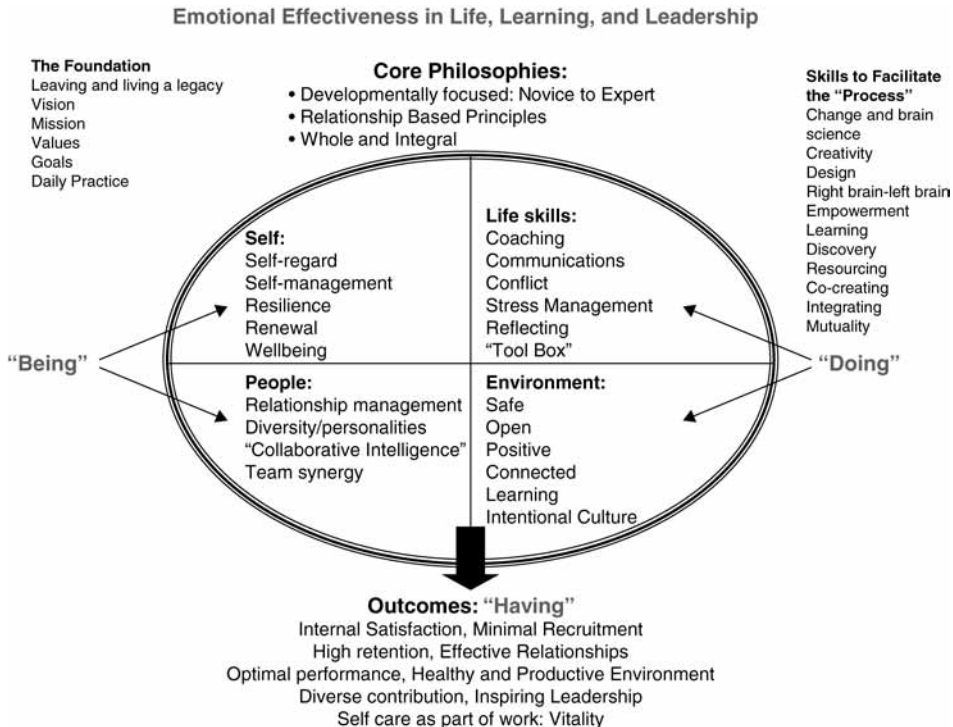 Emotional Effectiveness in Life, Learning, and Leadership
The Foundation
Leaving and living a legacy
Vision
Mission
Values
Goals
Daily Practice
Core Philosophies:
• Developmentally focused: Novice to Expert
• Relationship Based Principles
• Whole and Integral
Skills to Facilitate
the “Process”
Change and brain
science
Creativity
Design
Right brain-left brain
Empowerment
Learning
Discovery
Resourcing
Co-creating
Integrating
Mutuality
Self:
Self-regard
Self-management
Resilience
Renewal
Wellbeing
Life skills:
Coaching
Communications
Conflict
Stress Management
Reflecting
“Tool Box”
“Being”
“Doing”
People:
Relationship management
Diversity/personalities
“Collaborative Intelligence”
Team synergy
Environment:
Safe
Open
Positive
Connected
Learning
Intentional Culture
Outcomes: “Having”
Internal Satisfaction, Minimal Recruitment
High retention, Effective Relationships
Optimal performance, Healthy and Productive Environment
Diverse contribution, Inspiring Leadership
Self care as part of work: Vitality